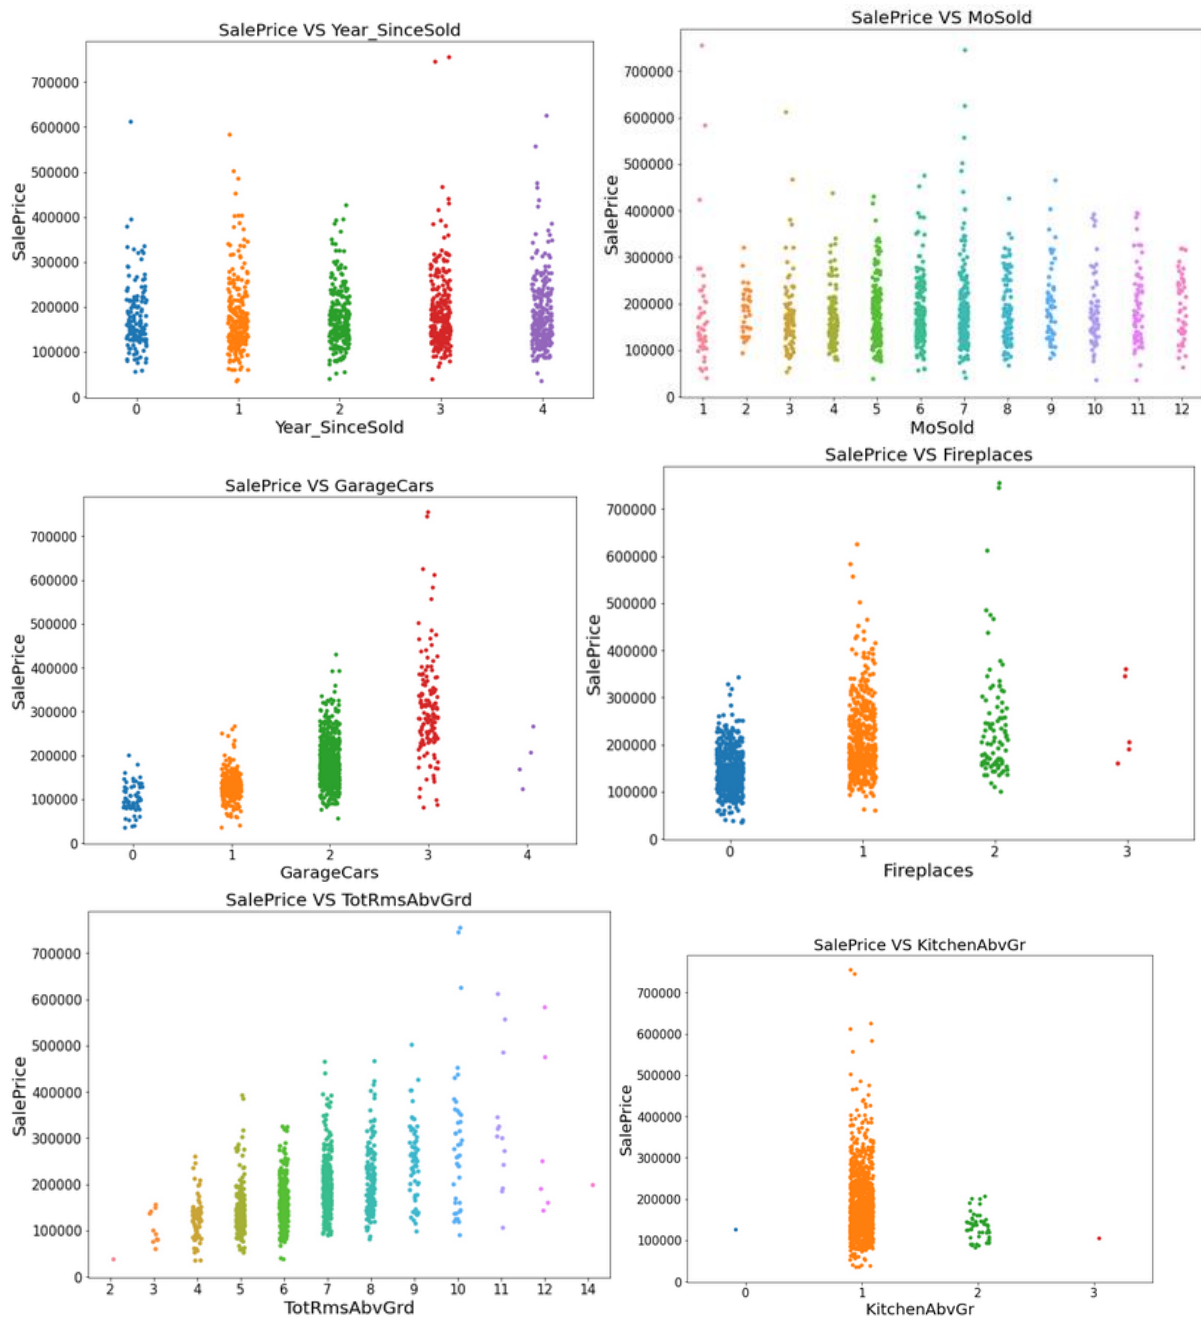 SalePrice VS Year_SinceSold
700000
600000
500000
400000
300000
200000
100000
0
SalePrice
0 1 2 3 4
Year_SinceSold
SalePrice VS MoSold
700000
600000
500000
400000
300000
200000
100000
0
SalePrice
1 2 3 4 5 6 7 8 9 10 11 12
MoSold
SalePrice VS GarageCars
700000
600000
500000
400000
300000
200000
100000
0
SalePrice
0 1 2 3 4
GarageCars
SalePrice VS Fireplaces
700000
600000
500000
400000
300000
200000
100000
0
SalePrice
0 1 2 3
Fireplaces
SalePrice VS TotRmsAbvGrd
700000
600000
500000
400000
300000
200000
100000
0
SalePrice
2 3 4 5 6 7 8 9 10 11 12 14
TotRmsAbvGrd
SalePrice VS KitchenAbvGr
700000
600000
500000
400000
300000
200000
100000
0
SalePrice
0 1 2 3
KitchenAbvGr